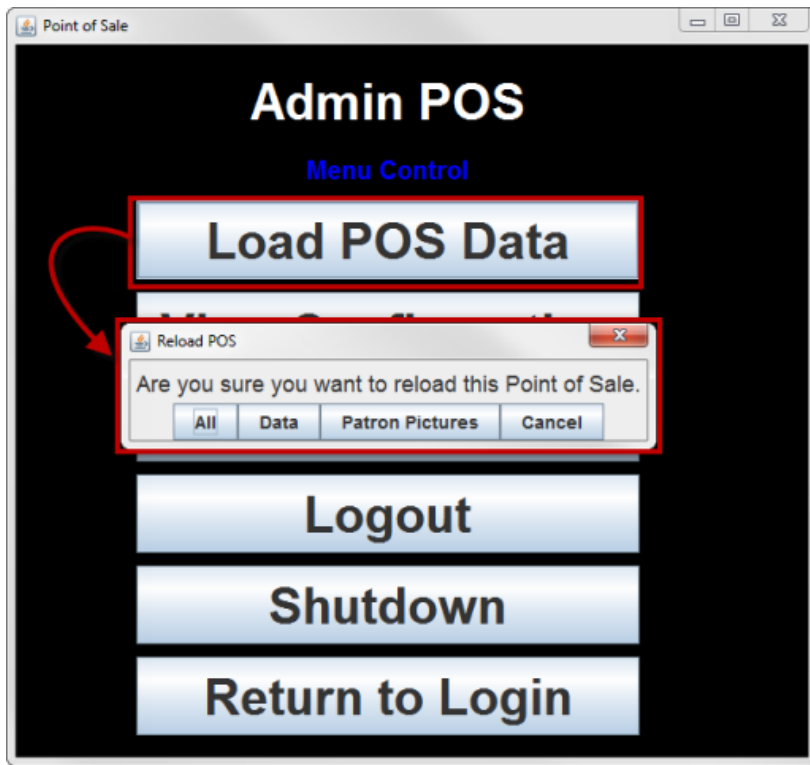 Point of Sale
Admin POS
Menu Control
Load POS Data
Reload POS
Are you sure you want to reload this Point of Sale.
All Data Patron Pictures Cancel
Logout
Shutdown
Return to Login